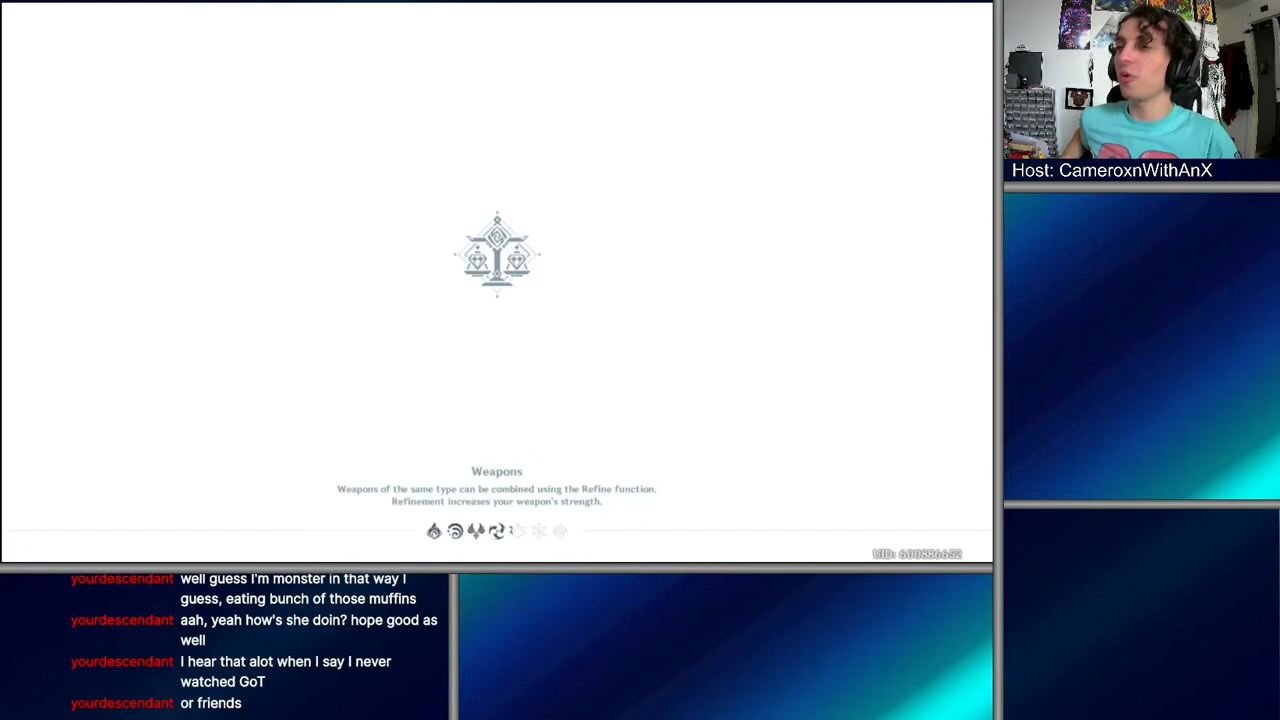 Host: CameroxnWithAnX
Weapons
Weapons of the same type can be combined using the Refine function.
Refinement increases your weapon's strength.
UID: 600886652
yourdescendant well guess I'm monster in that way I
guess, eating bunch of those muffins
yourdescendant aah, yeah how's she doin? hope good as
well
yourdescendant I hear that alot when I say I never
watched GoT
yourdescendant or friends